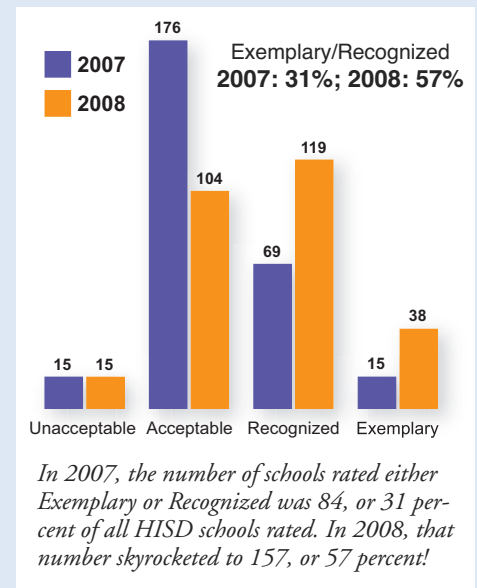 176
2007
2008
Exemplary/Recognized
2007: 31%; 2008: 57%
119
104
69
38
15 15
15
Unacceptable Acceptable Recognized Exemplary
In 2007, the number of schools rated either
Exemplary or Recognized was 84, or 31 per-
cent of all HISD schools rated. In 2008, that
number skyrocketed to 157, or 57 percent!